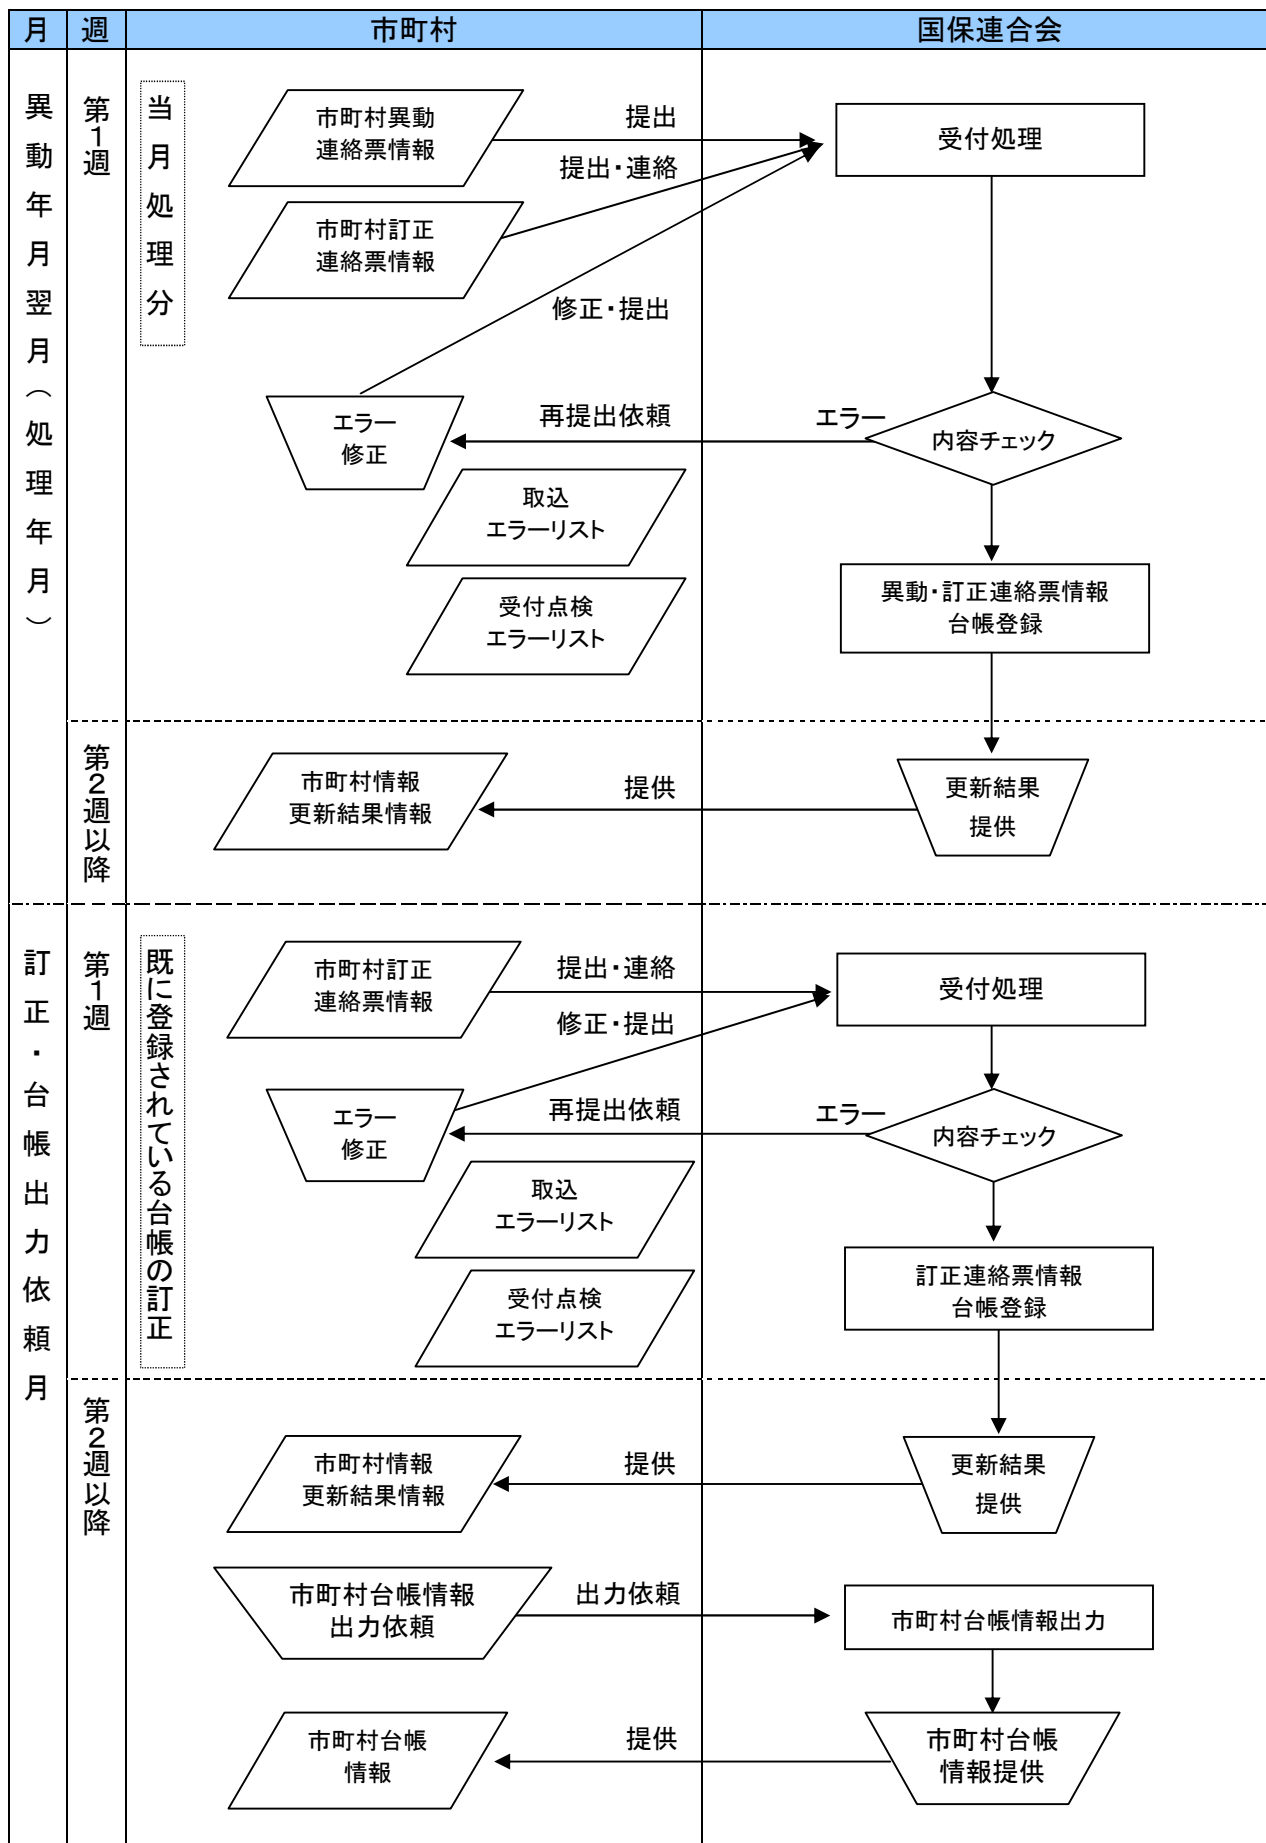 月
週
市町村
国保連合会
異動年月翌月（処理年月）
第1週
当月処理分
市町村異動
連絡票情報
提出
受付処理
提出・連絡
市町村訂正
連絡票情報
修正・提出
エラー
修正
再提出依頼
エラー
内容チェック
取込
エラーリスト
受付点検
エラーリスト
異動・訂正連絡票情報
台帳登録
第2週以降
市町村情報
更新結果情報
提供
更新結果
提供
訂正・台帳出力依頼月
第1週
既に登録されている台帳の訂正
市町村訂正
連絡票情報
提出・連絡
受付処理
修正・提出
エラー
修正
再提出依頼
エラー
内容チェック
取込
エラーリスト
受付点検
エラーリスト
訂正連絡票情報
台帳登録
第2週以降
市町村情報
更新結果情報
提供
更新結果
提供
市町村台帳情報
出力依頼
出力依頼
市町村台帳情報出力
市町村台帳
情報
提供
市町村台帳
情報提供